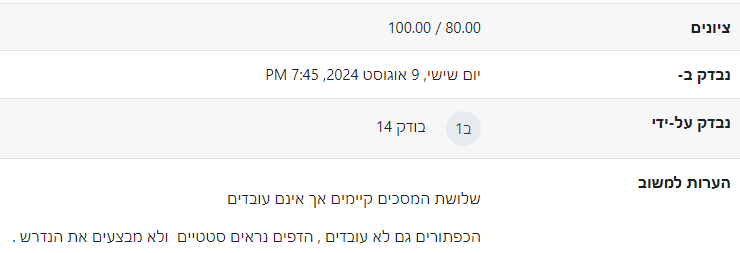 ציונים 80.00 / 100.00
נבדק ב- יום שישי, 9 אוגוסט 2024, 7:45 PM
נבדק על-ידי ב1 בודק 14
הערות למשוב
שלושת המסכים קיימים אך אינם עובדים
הכפתורים גם לא עובדים , הדפים נראים סטטיים ולא מבצעים את הנדרש .